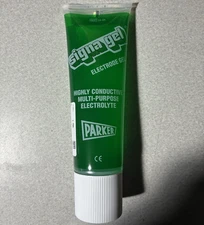 signa gel
ELECTRODE GEL
HIGHLY CONDUCTIVE
MULTI-PURPOSE
ELECTROLYTE
PARKER
CE